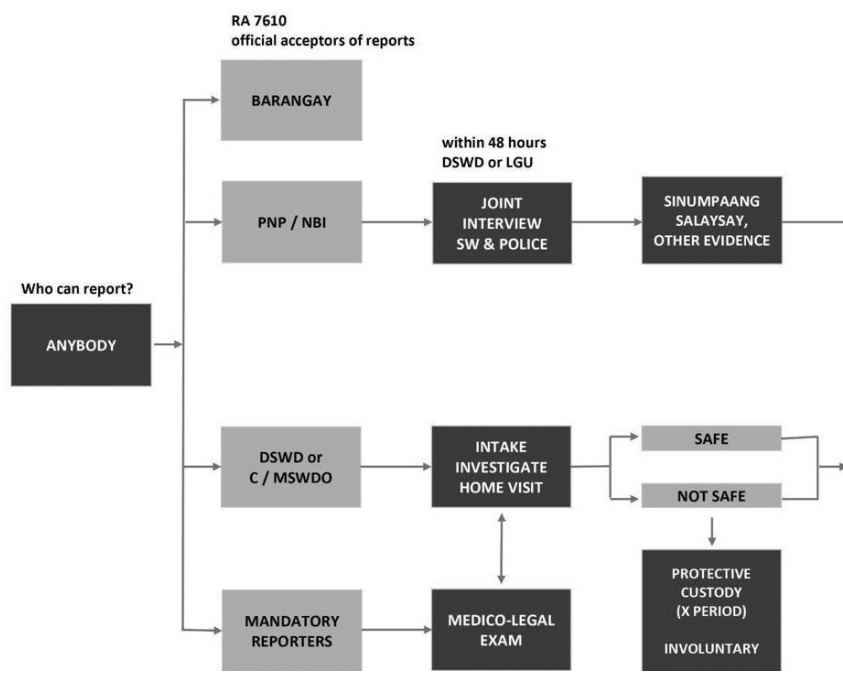 RA 7610
official acceptors of reports
BARANGAY
within 48 hours
DSWD or LGU
PNP / NBI
JOINT
INTERVIEW
SW & POLICE
SINUMPAANG
SALAYSAY,
OTHER EVIDENCE
Who can report?
ANYBODY
DSWD or
C / MSWDO
INTAKE
INVESTIGATE
HOME VISIT
SAFE
NOT SAFE
MANDATORY
REPORTERS
MEDICO-LEGAL
EXAM
PROTECTIVE
CUSTODY
(X PERIOD)
INVOLUNTARY